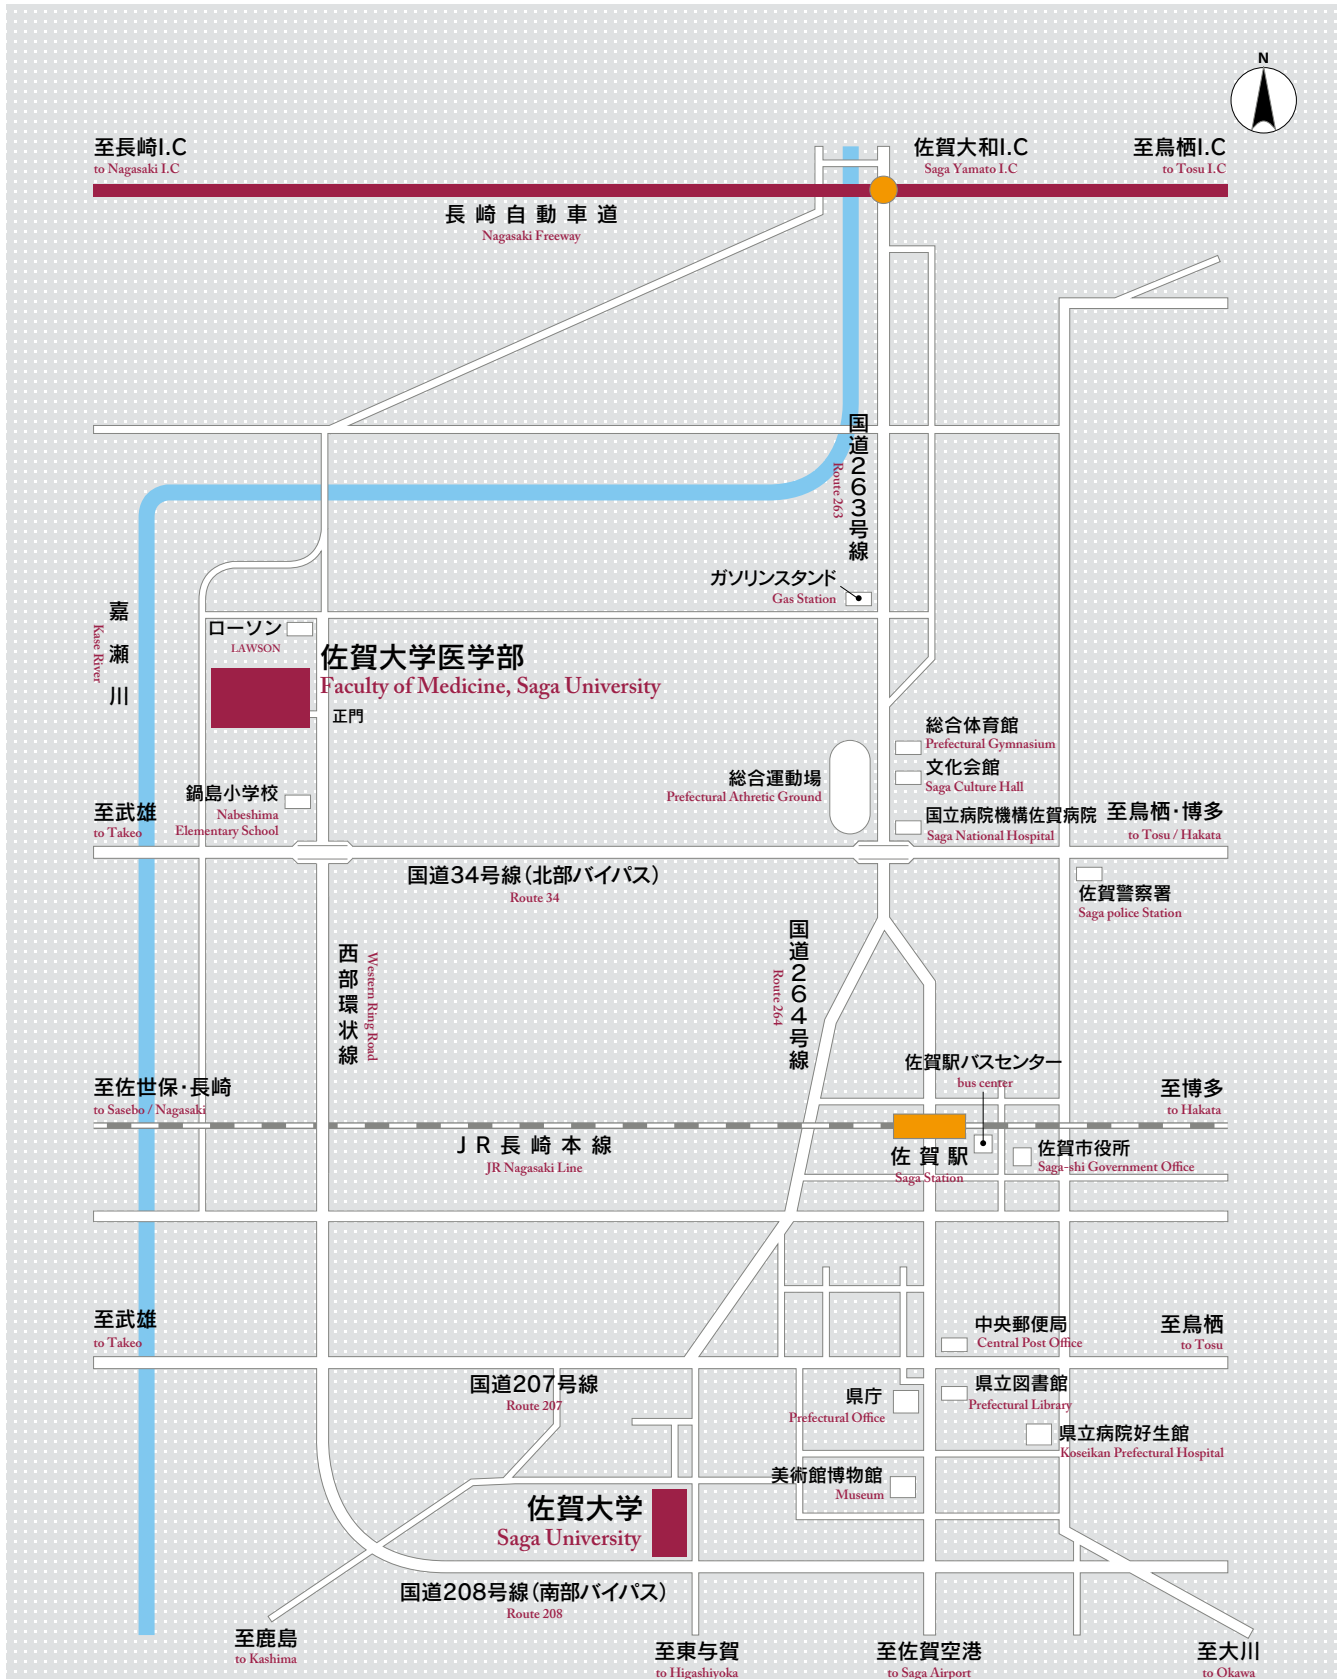 N
至長崎I.C
to Nagasaki I.C
佐賀大和I.C
Saga Yamato I.C
至鳥栖I.C
to Tosu I.C
長崎自動車道
Nagasaki Freeway
国道263号線
Route 263
ガソリンスタンド
Gas Station
嘉瀬川
Kase River
ローソン
LAWSON
佐賀大学医学部
Faculty of Medicine, Saga University
正門
総合体育館
Prefectural Gymnasium
文化会館
Saga Culture Hall
総合運動場
Prefectural Athretic Ground
国立病院機構佐賀病院
Saga National Hospital
鍋島小学校
Nabeshima
Elementary School
至武雄
to Takeo
至鳥栖・博多
to Tosu / Hakata
国道34号線（北部バイパス）
Route 34
佐賀警察署
Saga police Station
西部環状線
Western Ring Road
国道264号線
Route 264
佐賀駅バスセンター
bus center
至佐世保・長崎
to Sasebo / Nagasaki
至博多
to Hakata
JR長崎本線
JR Nagasaki Line
佐賀駅
Saga Station
佐賀市役所
Saga-shi Government Office
至武雄
to Takeo
中央郵便局
Central Post Office
至鳥栖
to Tosu
国道207号線
Route 207
県庁
Prefectural Office
県立図書館
Prefectural Library
県立病院好生館
Koseikan Prefectural Hospital
美術館博物館
Museum
佐賀大学
Saga University
国道208号線（南部バイパス）
Route 208
至鹿島
to Kashima
至東与賀
to Higashiyoka
至佐賀空港
to Saga Airport
至大川
to Okawa